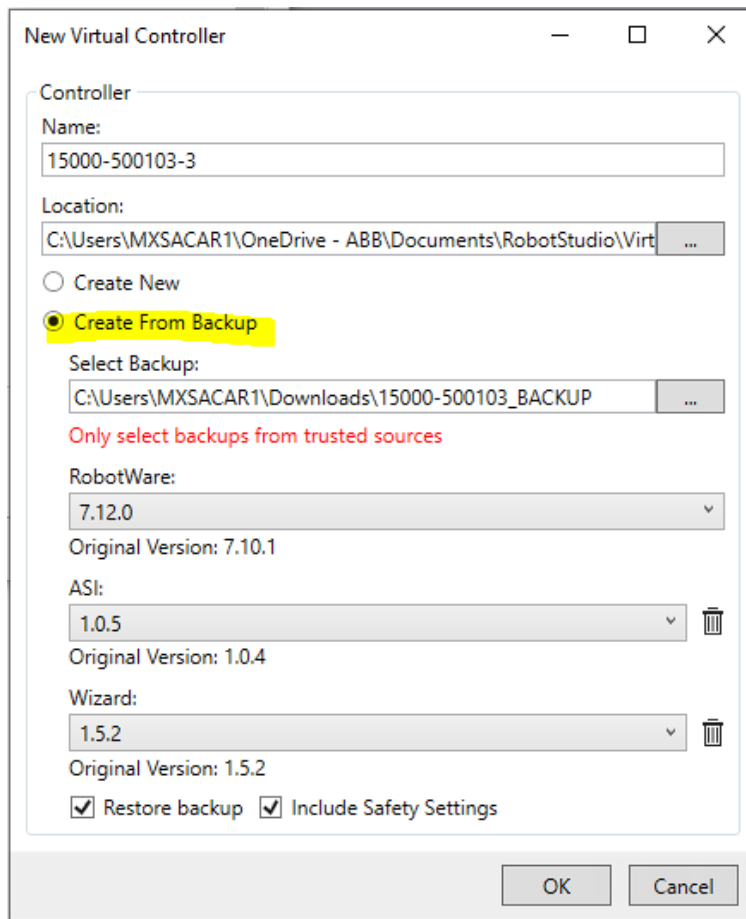 New Virtual Controller
Controller
Name:
15000-500103-3
Location:
C:\Users\MXSACAR1\OneDrive - ABB\Documents\RobotStudio\Virt ...
Create New
Create From Backup
Select Backup:
C:\Users\MXSACAR1\Downloads\15000-500103_BACKUP ...
Only select backups from trusted sources
RobotWare:
7.12.0
Original Version: 7.10.1
ASI:
1.0.5
Original Version: 1.0.4
Wizard:
1.5.2
Original Version: 1.5.2
Restore backup Include Safety Settings
OK Cancel